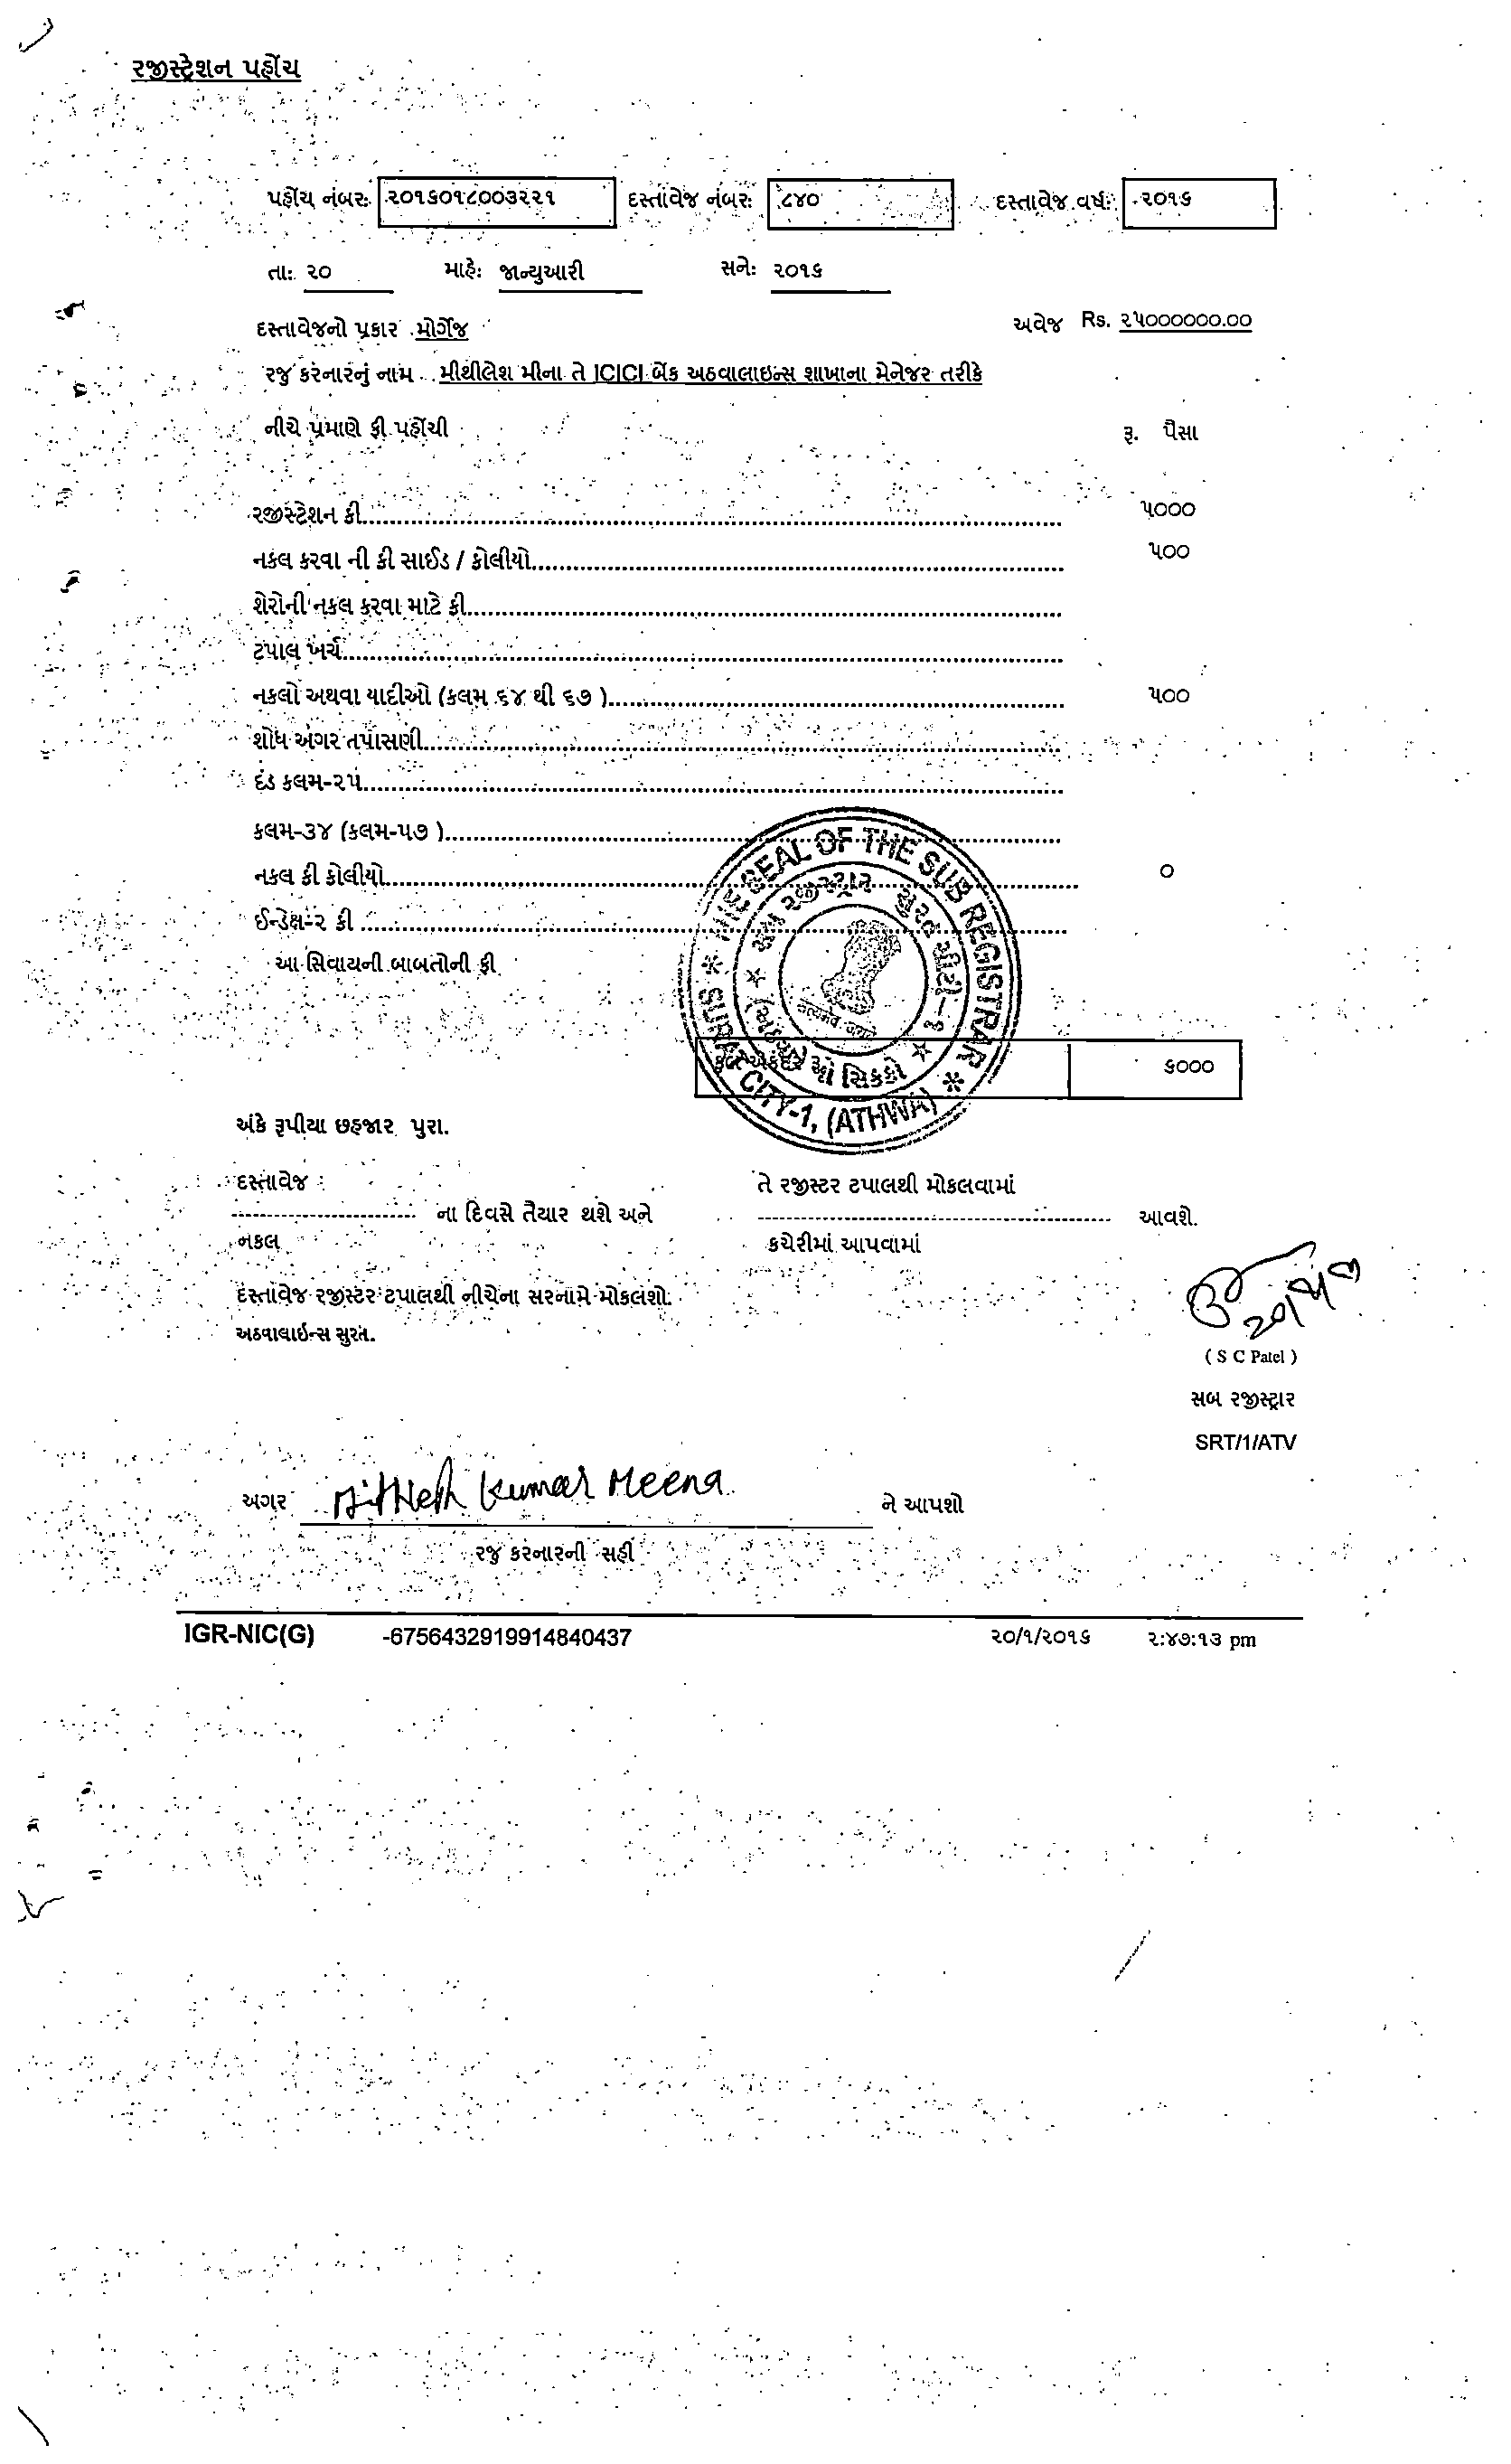 રજીસ્ટ્રેશન પહોંચ
પહોંચ નંબરઃ ૨૦૧૬૦૧૮૦૦૩૨૨૧ દસ્તાવેજ નંબરઃ ૮૪૦ દસ્તાવેજ વર્ષઃ ૨૦૧૬
તાઃ ૨૦ માહેઃ જાન્યુઆરી સનેઃ ૨૦૧૬
દસ્તાવેજનો પ્રકાર મોર્ગેજ અવેજ Rs. ૨૫૦૦૦૦૦૦.૦૦
રજુ કરનારનું નામ મીથીલેશ મીના તે ICICI બેંક અઠવાલાઇન્સ શાખાના મેનેજર તરીકે
નીચે પ્રમાણે ફી પહોંચી રૂ. પૈસા
રજીસ્ટ્રેશન ફી ૫૦૦૦
નકલ કરવા ની ફી સાઈડ / ફોલીયો ૫૦૦
શેરોની નકલ કરવા માટે ફી
ટપાલ ખર્ચ
નકલો અથવા યાદીઓ (કલમ ૬૪ થી ૬૭ ) ૫૦૦
શોધ અગર તપાસણી
દંડ કલમ-૨૫
કલમ-૩૪ (કલમ-૫૭ )
નકલ ફી ફોલીયો ૦
ઈન્ડેક્ષ-૨ ફી
આ સિવાયની બાબતોની ફી
THE SEAL OF THE SUB REGISTRAR
SURAT CITY-1, (ATHWA)
સબ રજીસ્ટ્રાર સુરત સીટી-૧
નો સિક્કો
સત્યમેવ જયતે
કુલ એકંદર ૬૦૦૦
અંકે રૂપીયા છહજાર પુરા.
દસ્તાવેજ તે રજીસ્ટર ટપાલથી મોકલવામાં
ના દિવસે તૈયાર થશે અને આવશે.
નકલ કચેરીમાં આપવામાં
દસ્તાવેજ રજીસ્ટર ટપાલથી નીચેના સરનામે મોકલશો.
અઠવાલાઇન્સ સુરત.
( S C Patel )
સબ રજીસ્ટ્રાર
SRT/1/ATV
અગર Mithlesh Kumar Meena ને આપશો
રજુ કરનારની સહી
IGR-NIC(G) -6756432919914840437 ૨૦/૧/૨૦૧૬ ૨:૪૭:૧૩ pm